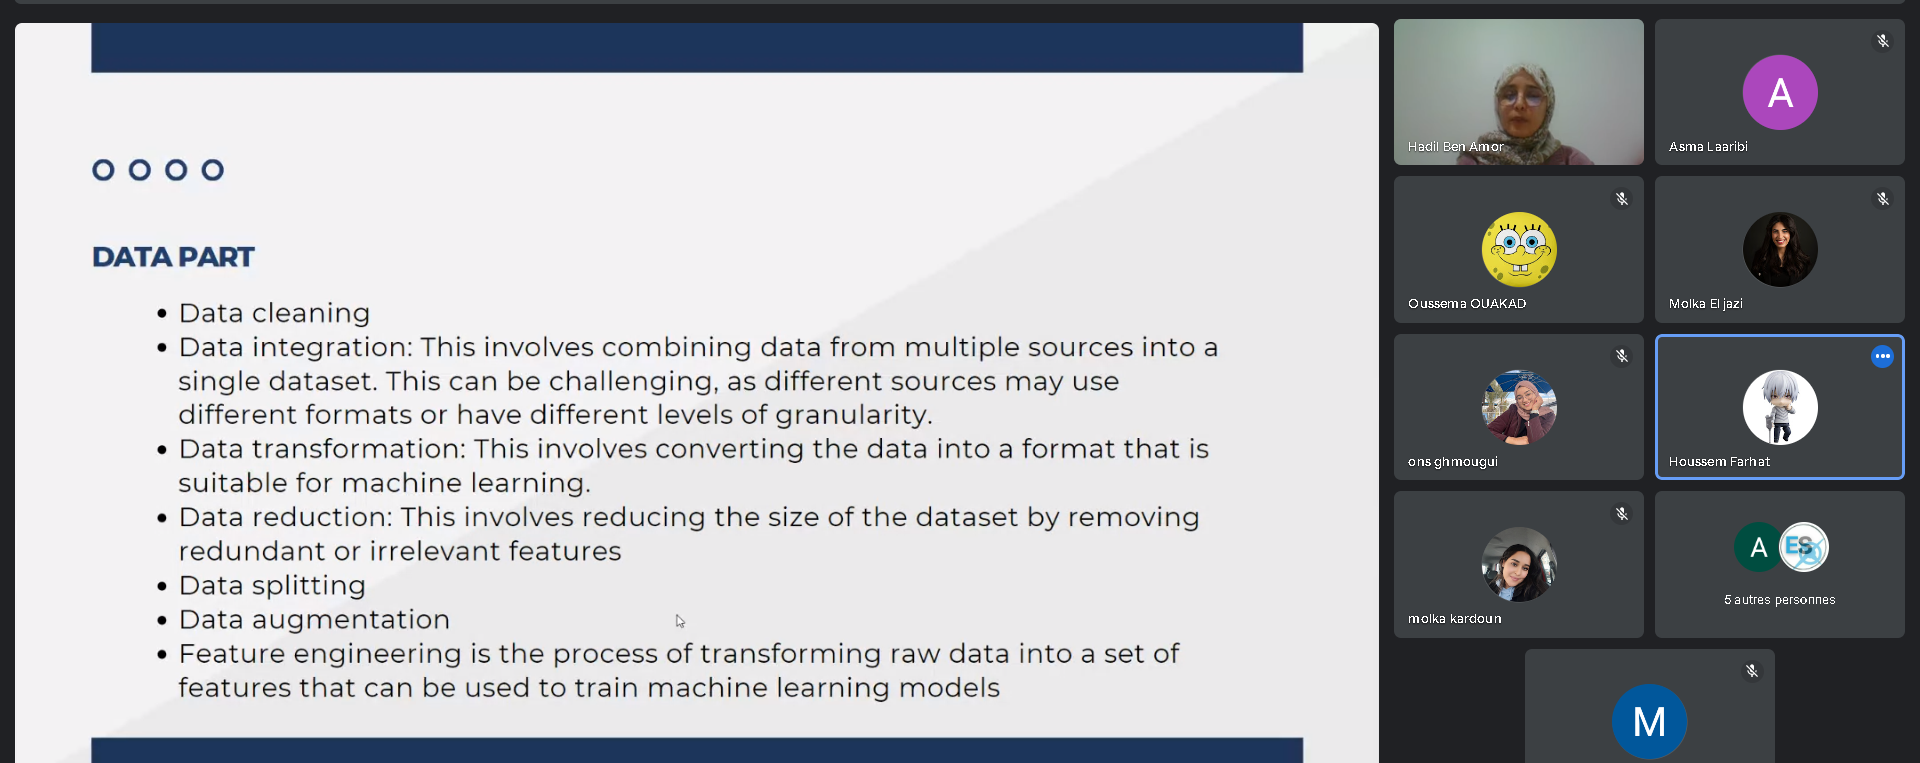 DATA PART
Data cleaning
Data integration: This involves combining data from multiple sources into a
single dataset. This can be challenging, as different sources may use
different formats or have different levels of granularity.
Data transformation: This involves converting the data into a format that is
suitable for machine learning.
Data reduction: This involves reducing the size of the dataset by removing
redundant or irrelevant features
Data splitting
Data augmentation
Feature engineering is the process of transforming raw data into a set of
features that can be used to train machine learning models
Hadil Ben Amor
A
Asma Laaribi
Oussema OUAKAD
Molka El jazi
ons ghmougui
Houssem Farhat
molka kardoun
A
ES
5 autres personnes
M